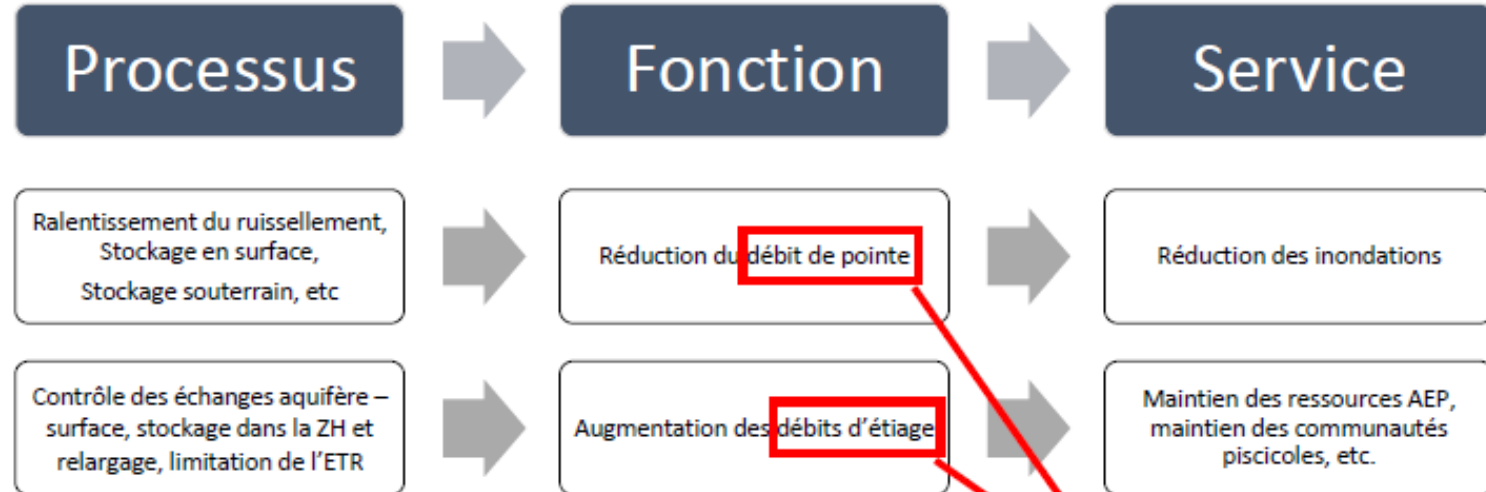 Processus
Fonction
Service
Ralentissement du ruissellement,
Stockage en surface,
Stockage souterrain, etc
Réduction du débit de pointe
Réduction des inondations
Contrôle des échanges aquifère –
surface, stockage dans la ZH et
relargage, limitation de l'ETR
Augmentation des débits d'étiage
Maintien des ressources AEP,
maintien des communautés
piscicoles, etc.